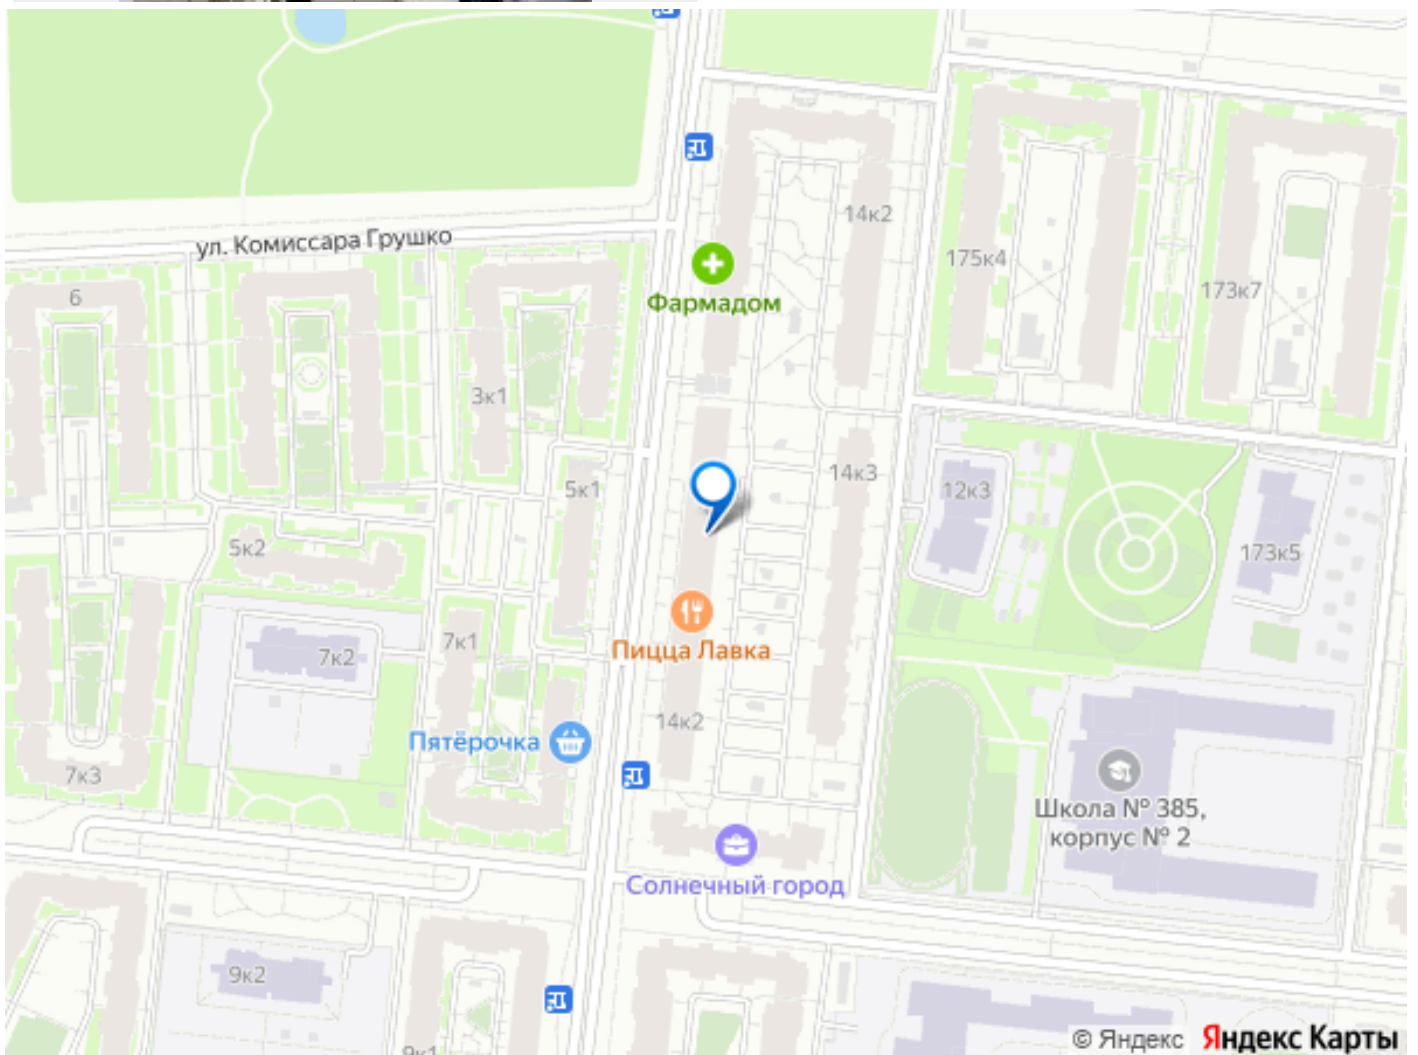 14к2
ул. Комиссара Грушко
175к4
173к7
6
Фармадом
3к1
14к3
5к1
12к3
5к2
173к5
7к1
Пицца Лавка
7к2
14к2
Пятёрочка
7к3
Школа № 385,
корпус № 2
Солнечный город
9к2
9к1
© Яндекс Яндекс Карты